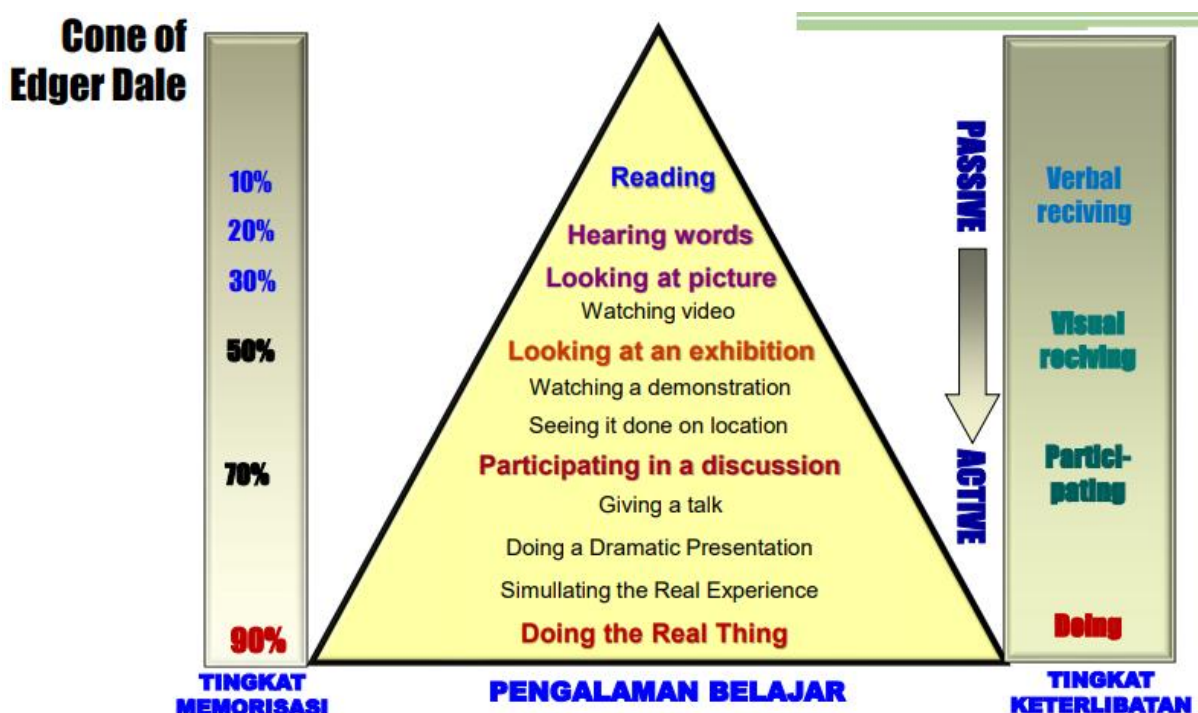 Cone of
Edger Dale
10%
20%
30%
50%
70%
90%
TINGKAT
MEMORISASI
Reading
Hearing words
Looking at picture
Watching video
Looking at an exhibition
Watching a demonstration
Seeing it done on location
Participating in a discussion
Giving a talk
Doing a Dramatic Presentation
Simullating the Real Experience
Doing the Real Thing
PENGALAMAN BELAJAR
PASSIVE
ACTIVE
Verbal
reciving
Visual
reciving
Partici-
pating
Doing
TINGKAT
KETERLIBATAN